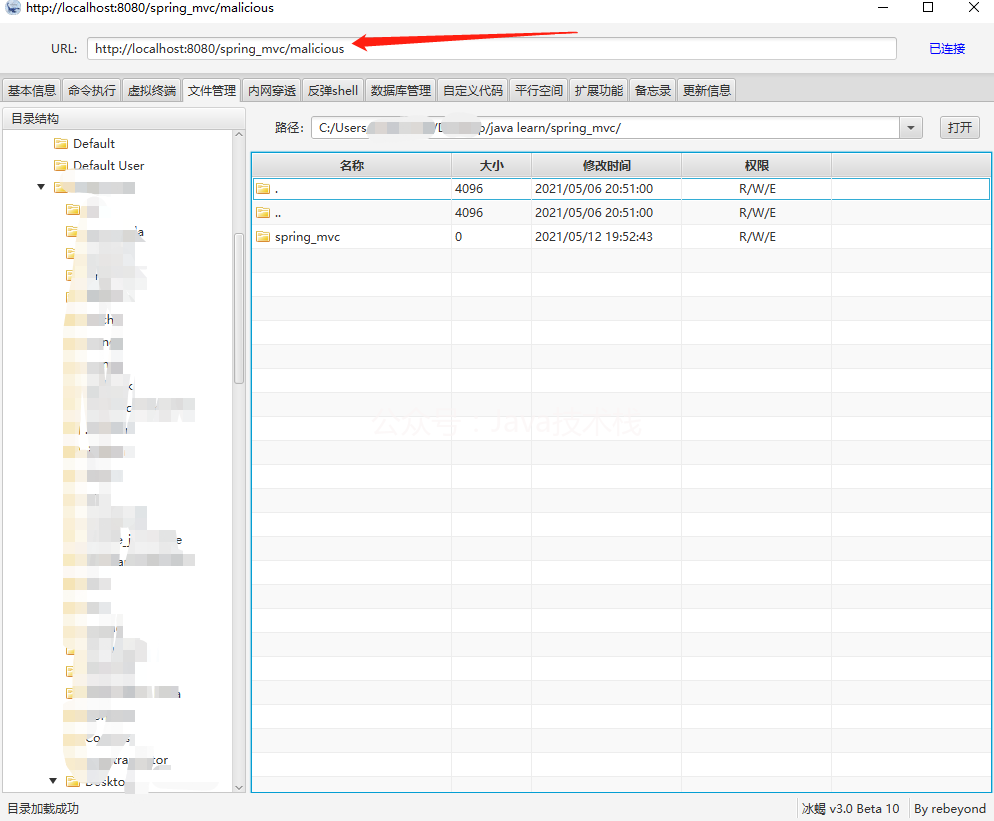 http://localhost:8080/spring_mvc/malicious
URL: http://localhost:8080/spring_mvc/malicious 已连接
基本信息 命令执行 虚拟终端 文件管理 内网穿透 反弹shell 数据库管理 自定义代码 平行空间 扩展功能 备忘录 更新信息
目录结构
路径: C:/Users /java learn/spring_mvc/ 打开
Default
Default User
名称 大小 修改时间 权限
. 4096 2021/05/06 20:51:00 R/W/E
.. 4096 2021/05/06 20:51:00 R/W/E
spring_mvc 0 2021/05/12 19:52:43 R/W/E
公众号：Java技术栈
目录加载成功
冰蝎 v3.0 Beta 10 By rebeyond